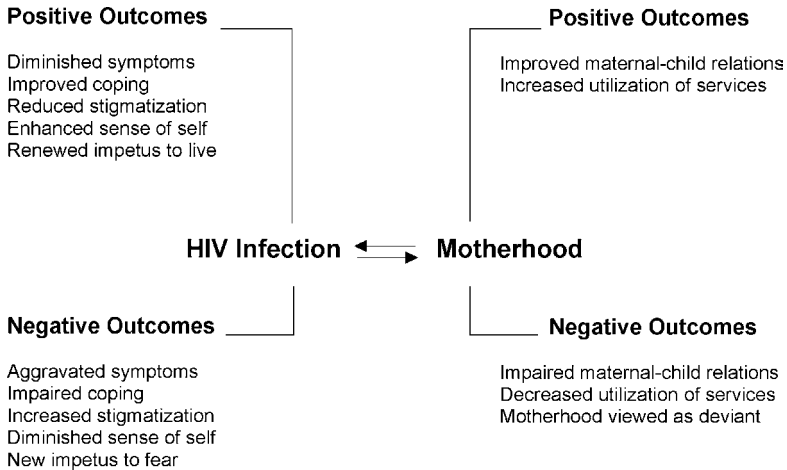 Positive Outcomes
Diminished symptoms
Improved coping
Reduced stigmatization
Enhanced sense of self
Renewed impetus to live
Positive Outcomes
Improved maternal-child relations
Increased utilization of services
HIV Infection
Motherhood
Negative Outcomes
Aggravated symptoms
Impaired coping
Increased stigmatization
Diminished sense of self
New impetus to fear
Negative Outcomes
Impaired maternal-child relations
Decreased utilization of services
Motherhood viewed as deviant